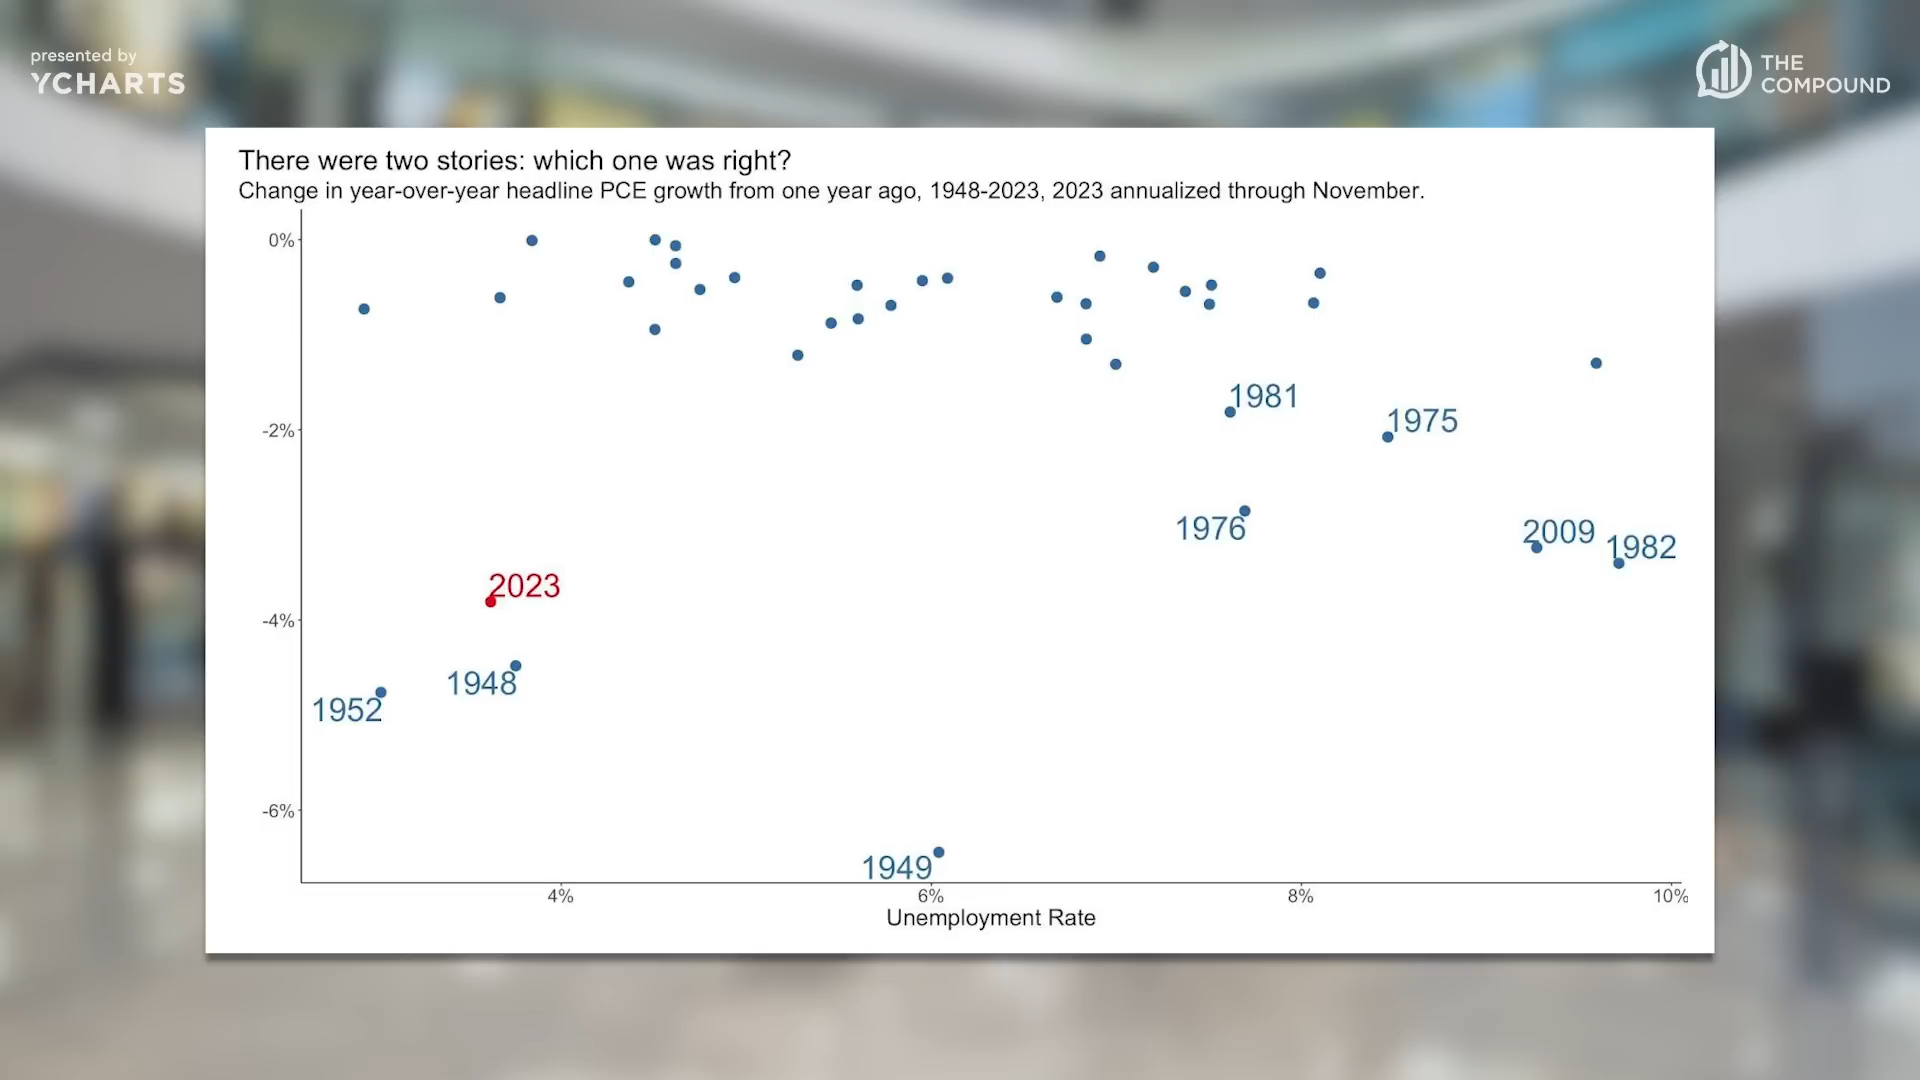 presented by
YCHARTS
THE
COMPOUND
There were two stories: which one was right?
Change in year-over-year headline PCE growth from one year ago, 1948-2023, 2023 annualized through November.
0%
-2%
-4%
-6%
1981
1975
1976
2009
1982
2023
1948
1952
1949
4%
6%
8%
10%
Unemployment Rate